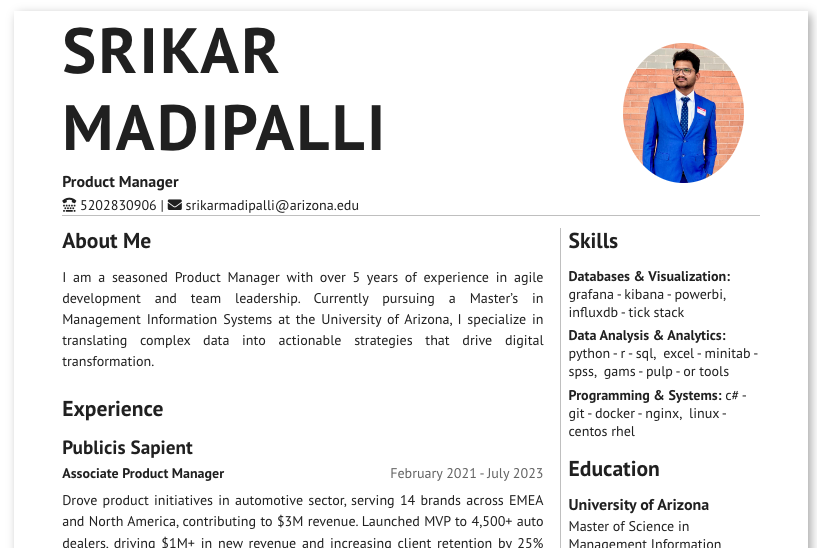 SRIKAR
MADIPALLI
Product Manager
5202830906 | srikarmadipalli@arizona.edu
About Me
I am a seasoned Product Manager with over 5 years of experience in agile
development and team leadership. Currently pursuing a Master’s in
Management Information Systems at the University of Arizona, I specialize in
translating complex data into actionable strategies that drive digital
transformation.
Experience
Publicis Sapient
Associate Product Manager February 2021 - July 2023
Drove product initiatives in automotive sector, serving 14 brands across EMEA
and North America, contributing to $3M revenue. Launched MVP to 4,500+ auto
dealers, driving $1M+ in new revenue and increasing client retention by 25%
Skills
Databases & Visualization:
grafana - kibana - powerbi,
influxdb - tick stack
Data Analysis & Analytics:
python - r - sql, excel - minitab -
spss, gams - pulp - or tools
Programming & Systems: c# -
git - docker - nginx, linux -
centos rhel
Education
University of Arizona
Master of Science in
Management Information